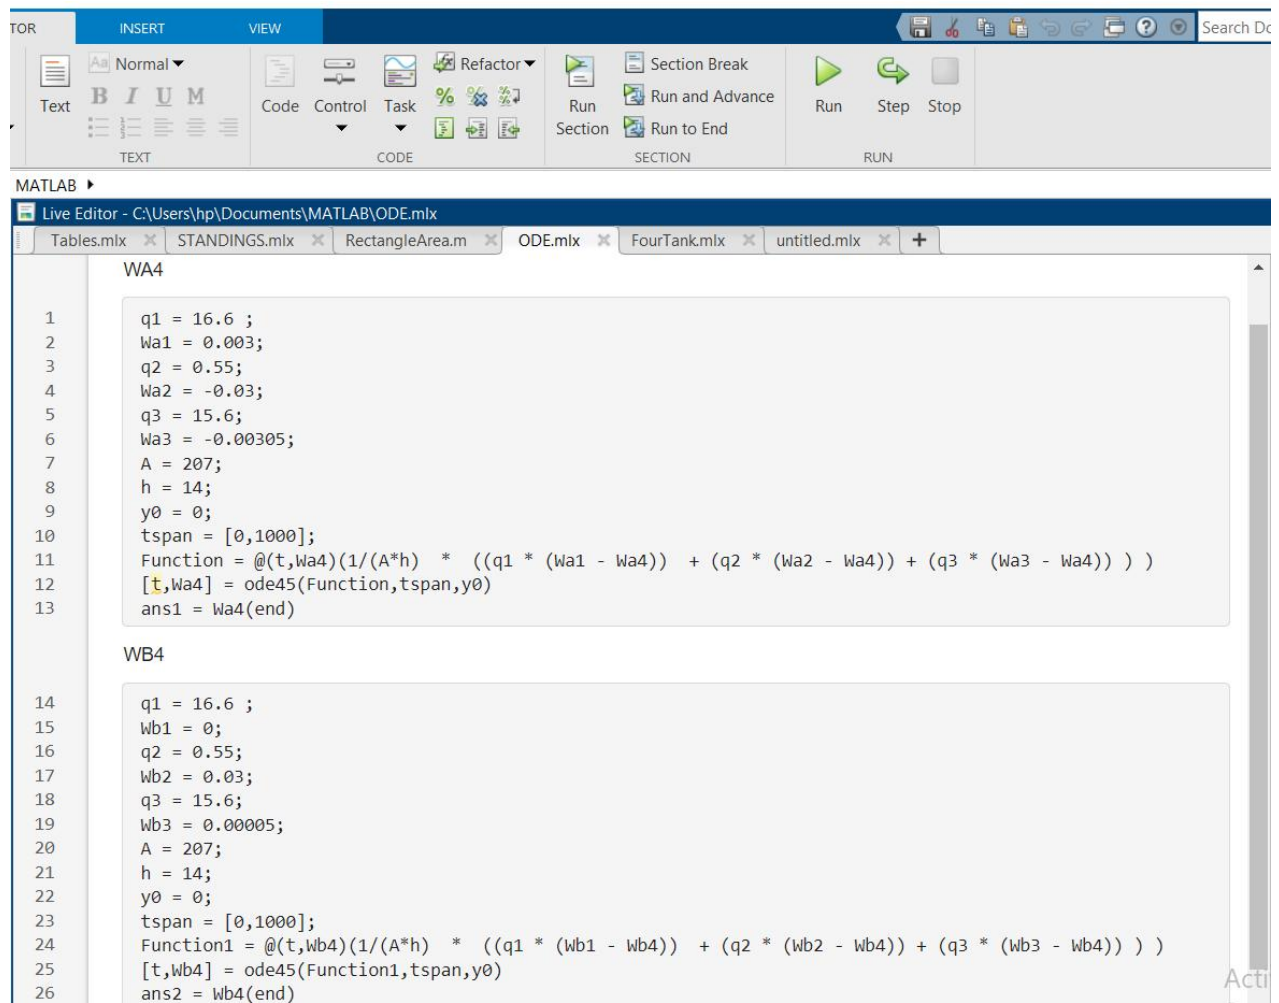 TOR INSERT VIEW Search Do
Aa Normal Refactor Section Break
B I U M Run and Advance
Text Code Control Task Run Section Run Step Stop
Run to End
TEXT CODE SECTION RUN
MATLAB
Live Editor - C:\Users\hp\Documents\MATLAB\ODE.mlx
Tables.mlx STANDINGS.mlx RectangleArea.m ODE.mlx FourTank.mlx untitled.mlx +
WA4
1 q1 = 16.6 ;
2 Wa1 = 0.003;
3 q2 = 0.55;
4 Wa2 = -0.03;
5 q3 = 15.6;
6 Wa3 = -0.00305;
7 A = 207;
8 h = 14;
9 y0 = 0;
10 tspan = [0,1000];
11 Function = @(t,Wa4)(1/(A*h)  *  ((q1 * (Wa1 - Wa4))  + (q2 * (Wa2 - Wa4)) + (q3 * (Wa3 - Wa4)) ) )
12 [t,Wa4] = ode45(Function,tspan,y0)
13 ans1 = Wa4(end)
WB4
14 q1 = 16.6 ;
15 Wb1 = 0;
16 q2 = 0.55;
17 Wb2 = 0.03;
18 q3 = 15.6;
19 Wb3 = 0.00005;
20 A = 207;
21 h = 14;
22 y0 = 0;
23 tspan = [0,1000];
24 Function1 = @(t,Wb4)(1/(A*h)  *  ((q1 * (Wb1 - Wb4))  + (q2 * (Wb2 - Wb4)) + (q3 * (Wb3 - Wb4)) ) )
25 [t,Wb4] = ode45(Function1,tspan,y0)
26 ans2 = Wb4(end)